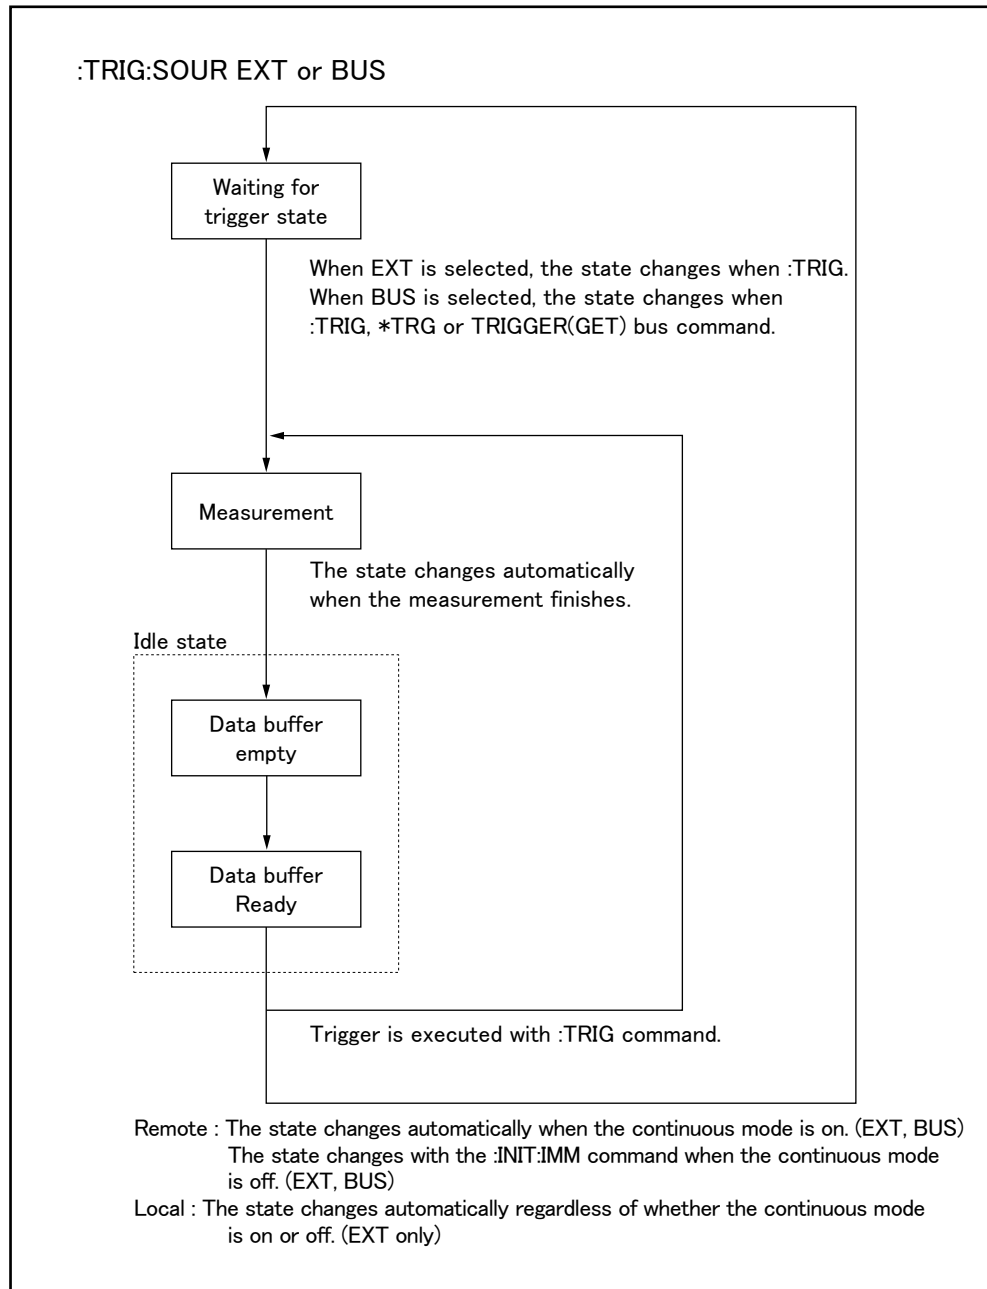 :TRIG:SOUR EXT or BUS
Waiting for
trigger state
When EXT is selected, the state changes when :TRIG.
When BUS is selected, the state changes when
:TRIG, *TRG or TRIGGER(GET) bus command.
Measurement
The state changes automatically
when the measurement finishes.
Idle state
Data buffer
empty
Data buffer
Ready
Trigger is executed with :TRIG command.
Remote : The state changes automatically when the continuous mode is on. (EXT, BUS)
The state changes with the :INIT:IMM command when the continuous mode
is off. (EXT, BUS)
Local : The state changes automatically regardless of whether the continuous mode
is on or off. (EXT only)